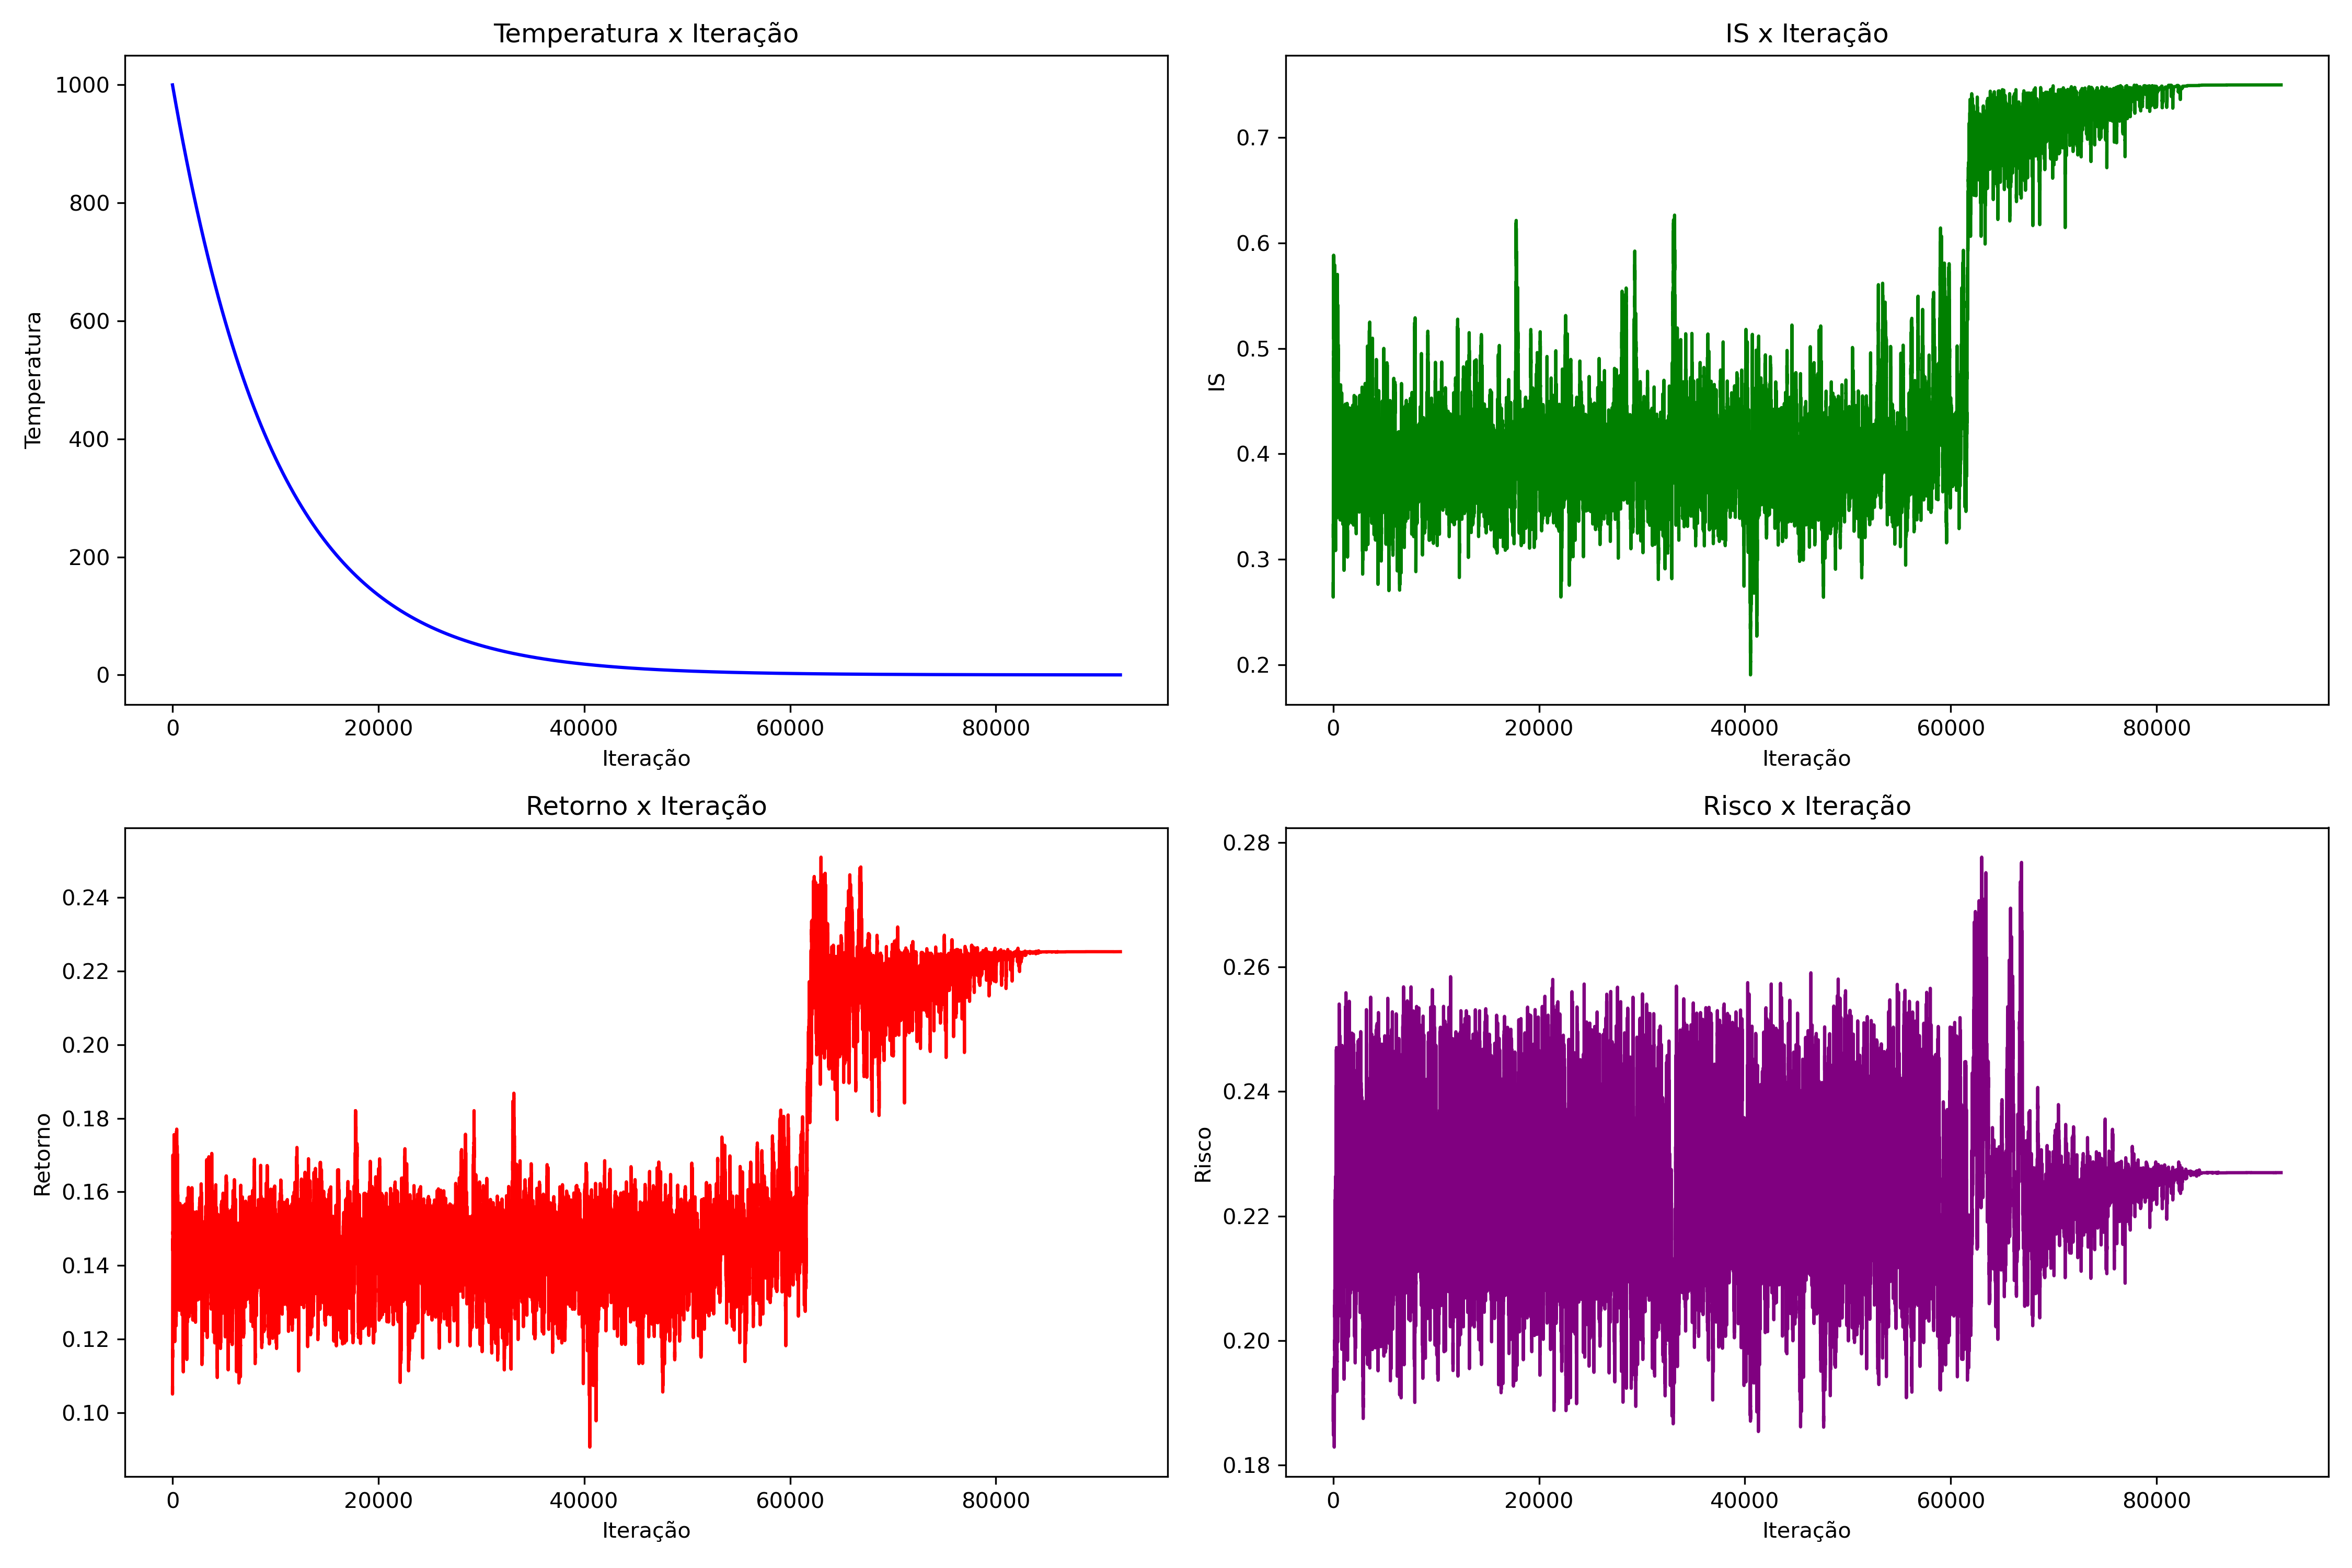 Temperatura x Iteração
1000
800
600
400
200
0
Temperatura
0 20000 40000 60000 80000
Iteração
IS x Iteração
0.7
0.6
0.5
0.4
0.3
0.2
IS
0 20000 40000 60000 80000
Iteração
Retorno x Iteração
0.24
0.22
0.20
0.18
0.16
0.14
0.12
0.10
Retorno
0 20000 40000 60000 80000
Iteração
Risco x Iteração
0.28
0.26
0.24
0.22
0.20
0.18
Risco
0 20000 40000 60000 80000
Iteração